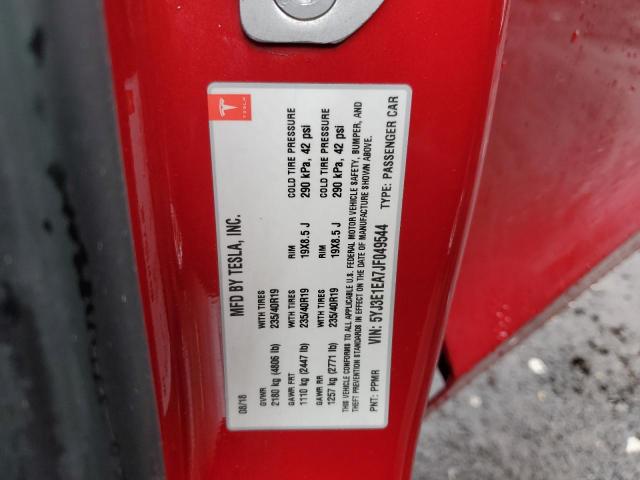 TESLA
MFD BY TESLA, INC.
08/18
GVWR
2180 kg (4806 lb) WITH TIRES 235/40R19 RIM 19X8.5 J COLD TIRE PRESSURE 290 kPa, 42 psi
GAWR FRT
1110 kg (2447 lb) WITH TIRES 235/40R19 RIM 19X8.5 J COLD TIRE PRESSURE 290 kPa, 42 psi
GAWR RR
1257 kg (2771 lb) 235/40R19
THIS VEHICLE CONFORMS TO ALL APPLICABLE U.S. FEDERAL MOTOR VEHICLE SAFETY, BUMPER, AND
THEFT PREVENTION STANDARDS IN EFFECT ON THE DATE OF MANUFACTURE SHOWN ABOVE.
VIN: 5YJ3E1EA7JF049544
PNT: PPMR TYPE: PASSENGER CAR